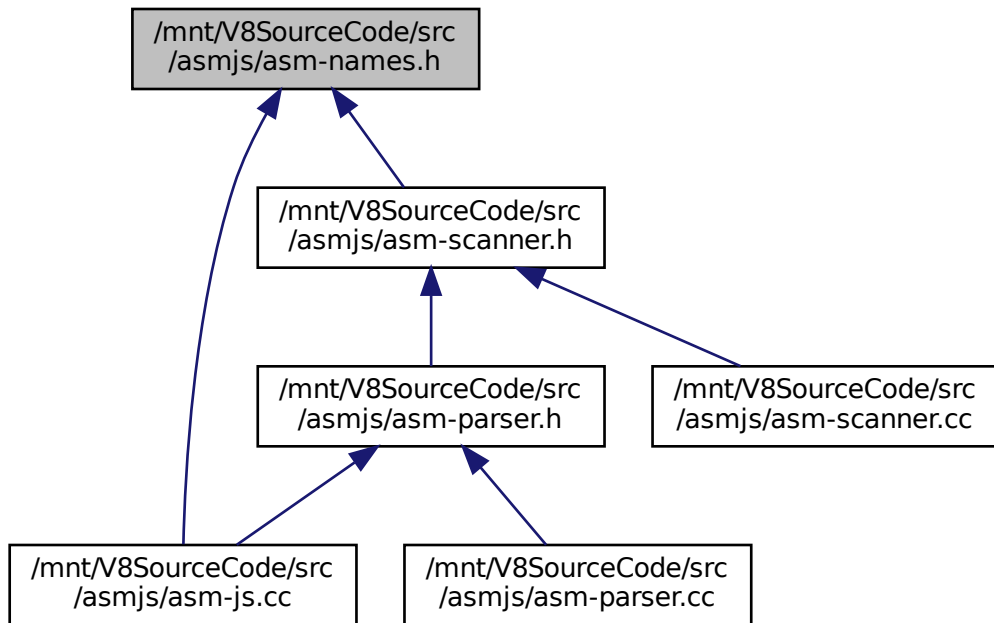 /mnt/V8SourceCode/src
/asmjs/asm-names.h
/mnt/V8SourceCode/src
/asmjs/asm-scanner.h
/mnt/V8SourceCode/src
/asmjs/asm-parser.h
/mnt/V8SourceCode/src
/asmjs/asm-scanner.cc
/mnt/V8SourceCode/src
/asmjs/asm-js.cc
/mnt/V8SourceCode/src
/asmjs/asm-parser.cc